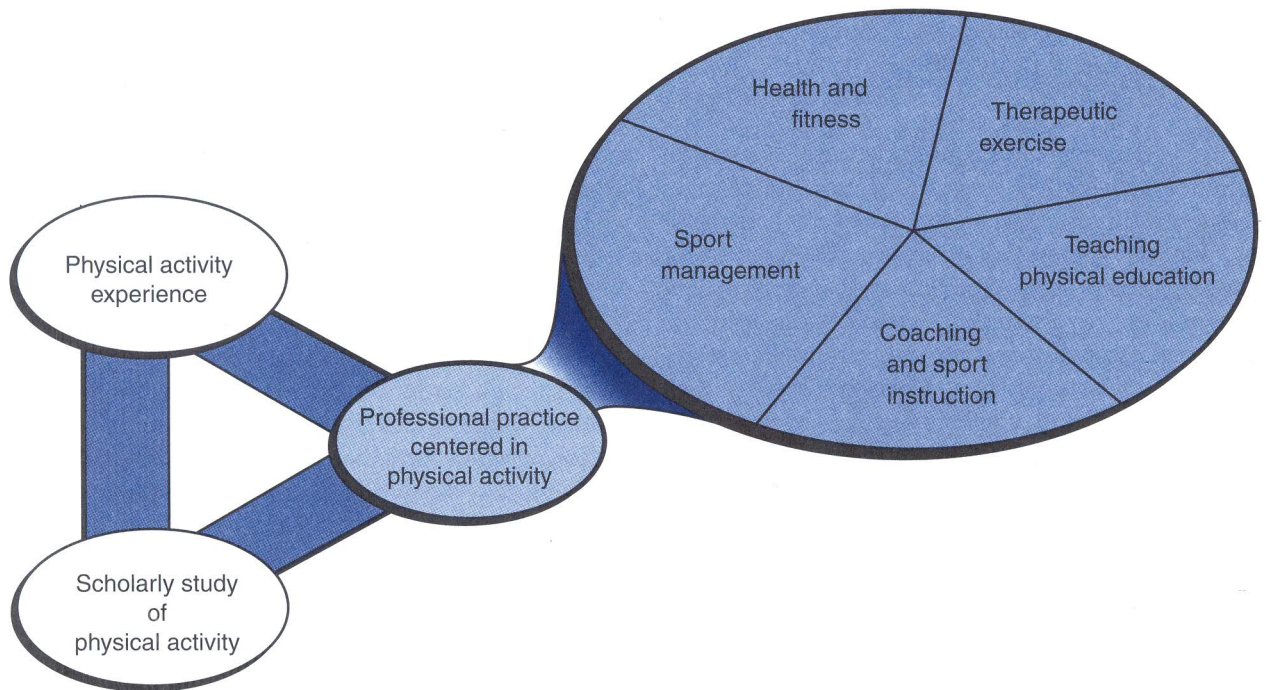 Physical activity
experience
Scholarly study
of
physical activity
Professional practice
centered in
physical activity
Health and
fitness
Therapeutic
exercise
Sport
management
Teaching
physical education
Coaching
and sport
instruction